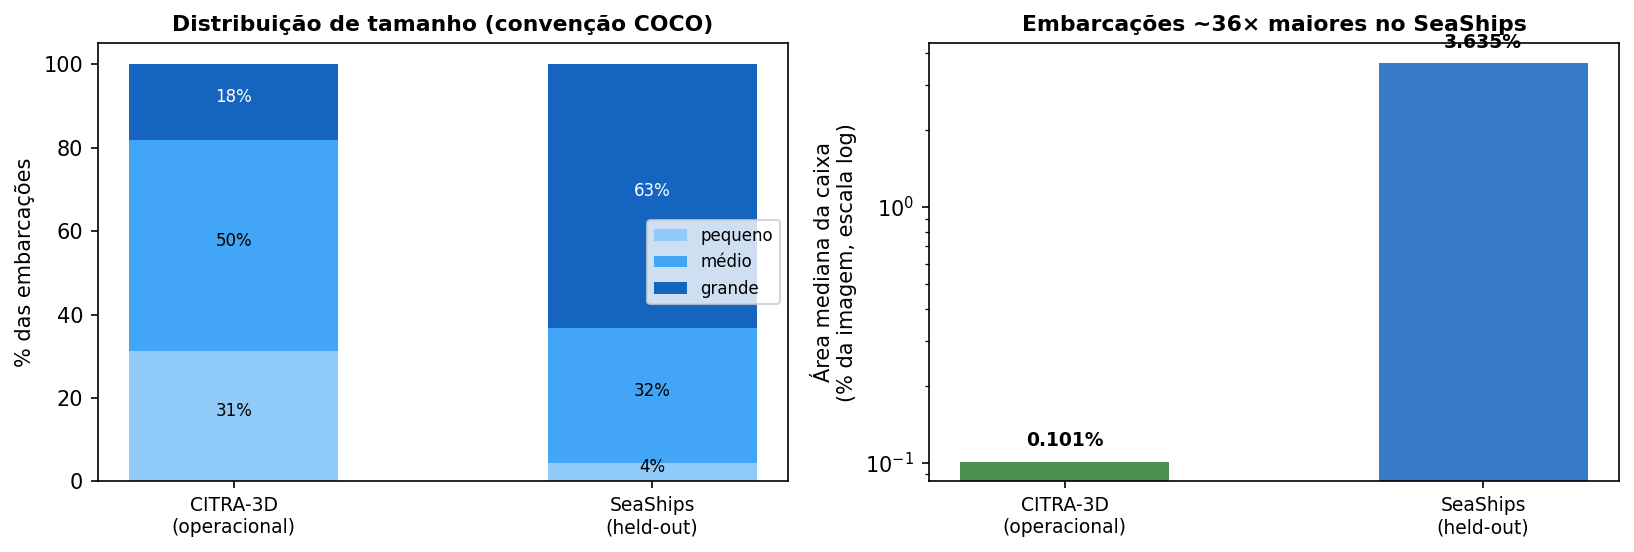 Distribuição de tamanho (convenção COCO)
% das embarcações
100
80
60
40
20
0
18%
50%
31%
63%
32%
4%
pequeno
médio
grande
CITRA-3D
(operacional)
SeaShips
(held-out)
Embarcações ~36× maiores no SeaShips
Área mediana da caixa
(% da imagem, escala log)
10⁰
10⁻¹
3.635%
0.101%
CITRA-3D
(operacional)
SeaShips
(held-out)